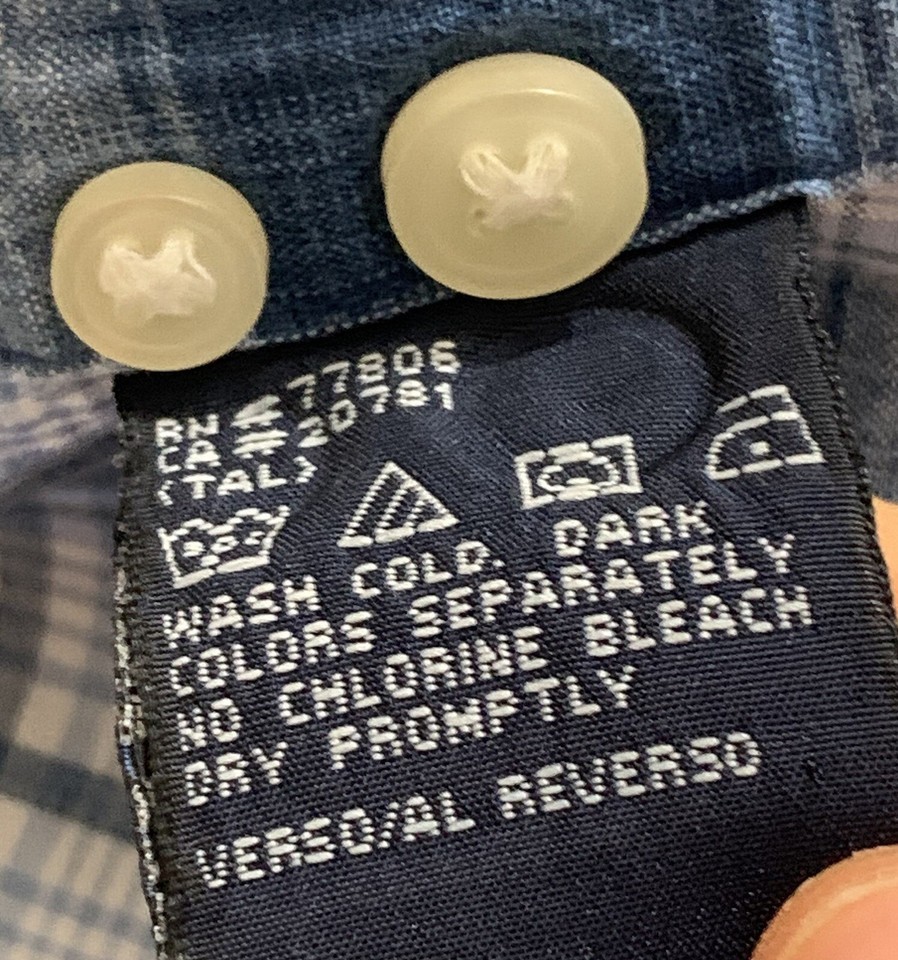 RN 77806
CA = 20781
(TAL)
WASH COLD. DARK
COLORS SEPARATELY
NO CHLORINE BLEACH
DRY PROMPTLY
VERSO/AL REVERSO